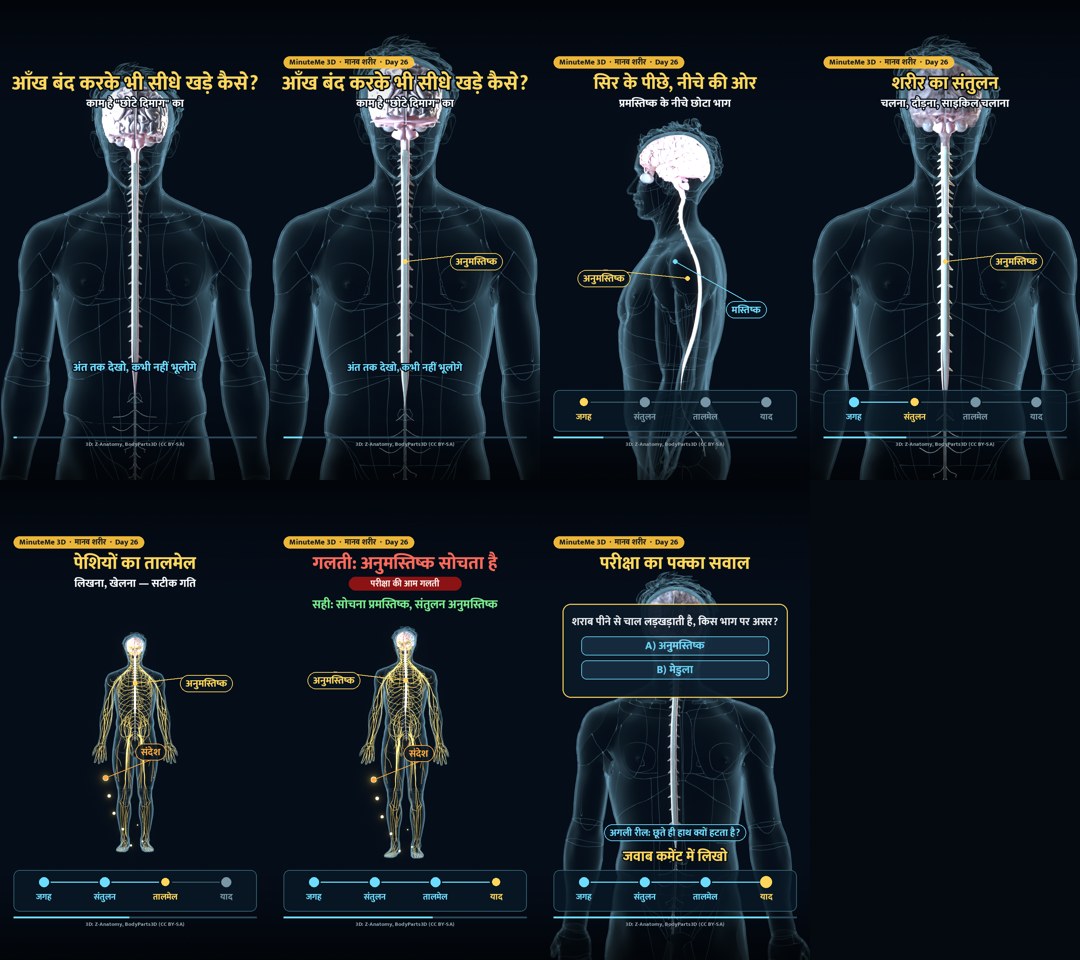 आँख बंद करके भी सीधे खड़े कैसे?
काम है "छोटे दिमाग" का
अंत तक देखो, कभी नहीं भूलोगे
3D: Z-Anatomy, BodyParts3D (CC BY-SA)
MinuteMe 3D • मानव शरीर • Day 26
आँख बंद करके भी सीधे खड़े कैसे?
काम है "छोटे दिमाग" का
अनुमस्तिष्क
अंत तक देखो, कभी नहीं भूलोगे
3D: Z-Anatomy, BodyParts3D (CC BY-SA)
MinuteMe 3D • मानव शरीर • Day 26
सिर के पीछे, नीचे की ओर
प्रमस्तिष्क के नीचे छोटा भाग
अनुमस्तिष्क
मस्तिष्क
जगह संतुलन तालमेल याद
3D: Z-Anatomy, BodyParts3D (CC BY-SA)
MinuteMe 3D • मानव शरीर • Day 26
शरीर का संतुलन
चलना, दौड़ना, साइकिल चलाना
अनुमस्तिष्क
जगह संतुलन तालमेल याद
3D: Z-Anatomy, BodyParts3D (CC BY-SA)
MinuteMe 3D • मानव शरीर • Day 26
पेशियों का तालमेल
लिखना, खेलना — सटीक गति
अनुमस्तिष्क
संदेश
जगह संतुलन तालमेल याद
3D: Z-Anatomy, BodyParts3D (CC BY-SA)
MinuteMe 3D • मानव शरीर • Day 26
गलती: अनुमस्तिष्क सोचता है
परीक्षा की आम गलती
सही: सोचना प्रमस्तिष्क, संतुलन अनुमस्तिष्क
अनुमस्तिष्क
संदेश
जगह संतुलन तालमेल याद
3D: Z-Anatomy, BodyParts3D (CC BY-SA)
MinuteMe 3D • मानव शरीर • Day 26
परीक्षा का पक्का सवाल
शराब पीने से चाल लड़खड़ाती है, किस भाग पर असर?
A) अनुमस्तिष्क
B) मेडुला
अगली रील: छूते ही हाथ क्यों हटता है?
जवाब कमेंट में लिखो
जगह संतुलन तालमेल याद
3D: Z-Anatomy, BodyParts3D (CC BY-SA)